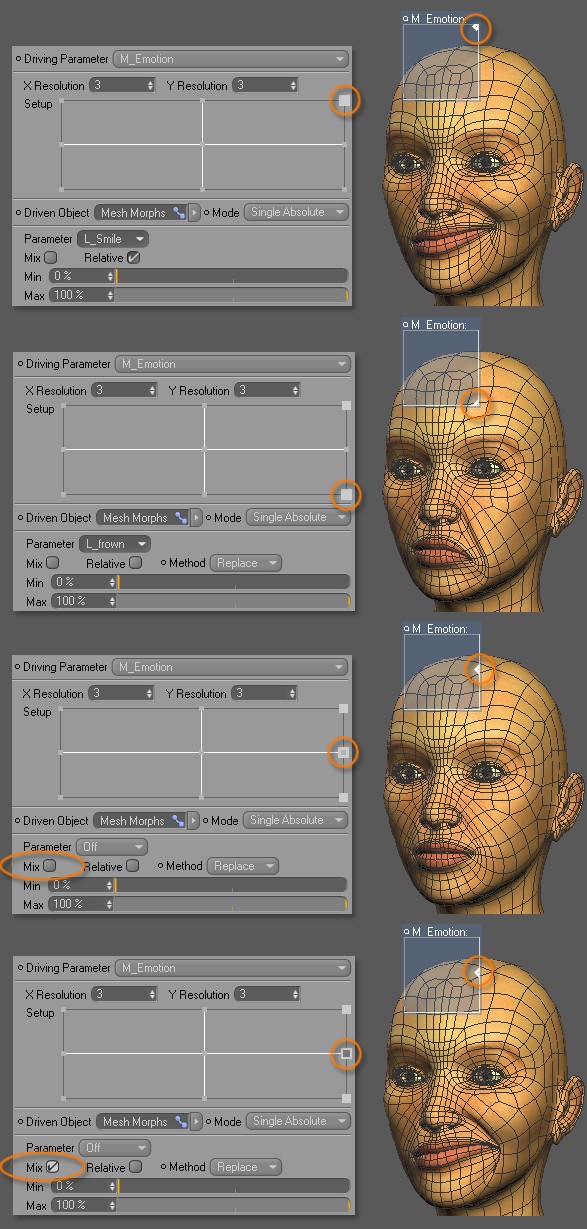 M_Emotion:
Driving Parameter M_Emotion
X Resolution 3 Y Resolution 3
Setup
Driven Object Mesh Morphs Mode Single Absolute
Parameter L_Smile
Mix Relative
Min 0 %
Max 100 %
M_Emotion:
Driving Parameter M_Emotion
X Resolution 3 Y Resolution 3
Setup
Driven Object Mesh Morphs Mode Single Absolute
Parameter L_frown
Mix Relative Method Replace
Min 0 %
Max 100 %
M_Emotion:
Driving Parameter M_Emotion
X Resolution 3 Y Resolution 3
Setup
Driven Object Mesh Morphs Mode Single Absolute
Parameter Off
Mix Relative Method Replace
Min 0 %
Max 100 %
M_Emotion:
Driving Parameter M_Emotion
X Resolution 3 Y Resolution 3
Setup
Driven Object Mesh Morphs Mode Single Absolute
Parameter Off
Mix Relative Method Replace
Min 0 %
Max 100 %